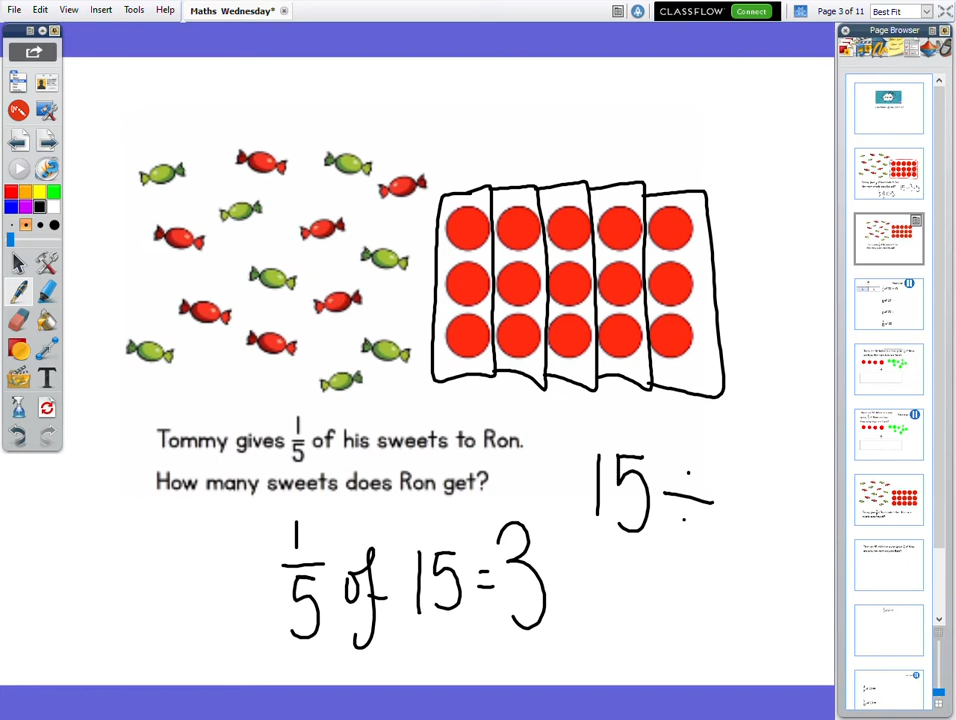 File Edit View Insert Tools Help
Maths Wednesday*
CLASSFLOW Connect
Page 3 of 11
Best Fit
Page Browser
Tommy gives 1/5 of his sweets to Ron.
How many sweets does Ron get?
15 ÷
1/5 of 15 = 3
T